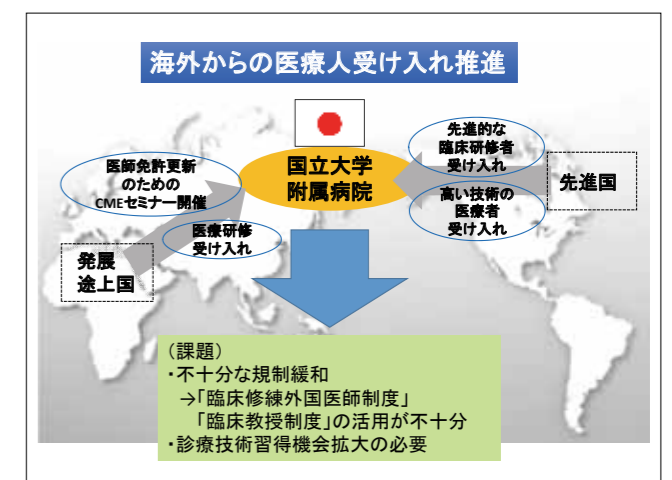 海外からの医療人受け入れ推進
医師免許更新
のための
CMEセミナー開催
医療研修
受け入れ
発展
途上国
国立大学
附属病院
先進的な
臨床研修者
受け入れ
高い技術の
医療者
受け入れ
先進国
（課題）
・不十分な規制緩和
→「臨床修練外国医師制度」
「臨床教授制度」の活用が不十分
・診療技術習得機会拡大の必要